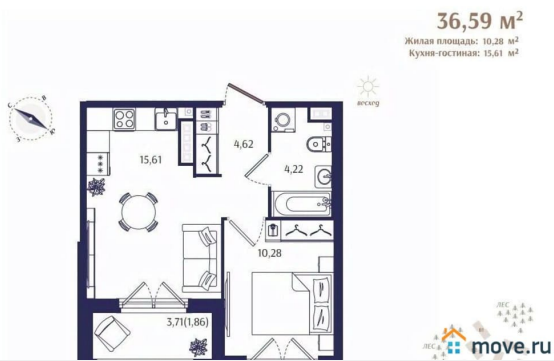 36,59 м²
Жилая площадь: 10,28 м²
Кухня-гостиная: 15,61 м²
восход
С
В
З
Ю
15,61
4,62
4,22
10,28
3,71(1,86)
ЛЕС
ЛЕС
move.ru